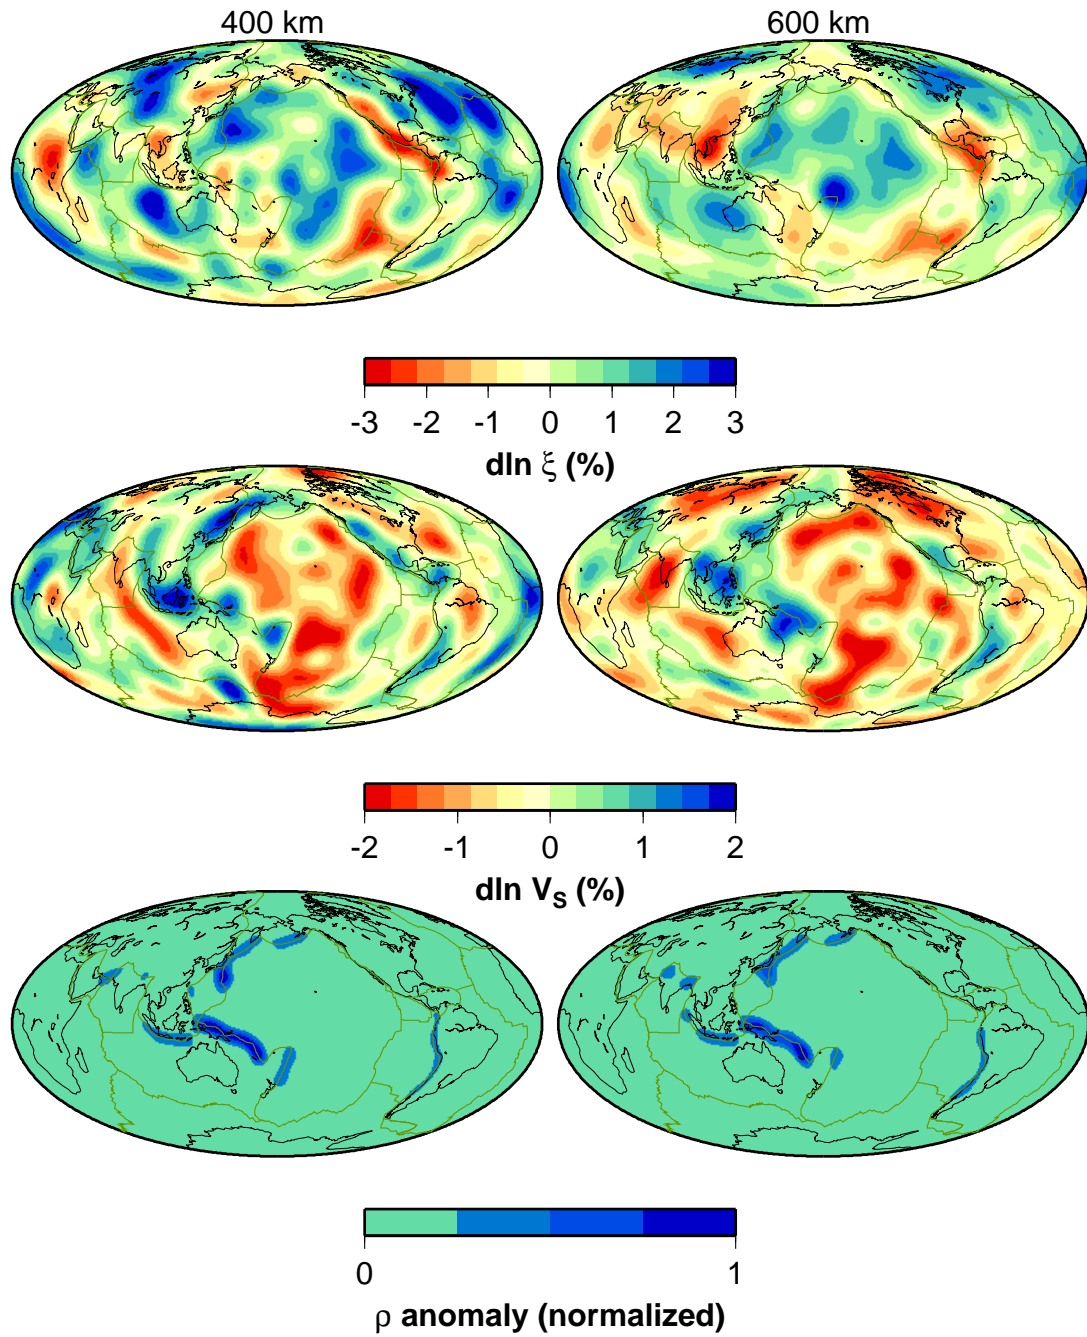 400 km 600 km
-3 -2 -1 0 1 2 3
dln ξ (%)
-2 -1 0 1 2
dln VS (%)
0 1
ρ anomaly (normalized)